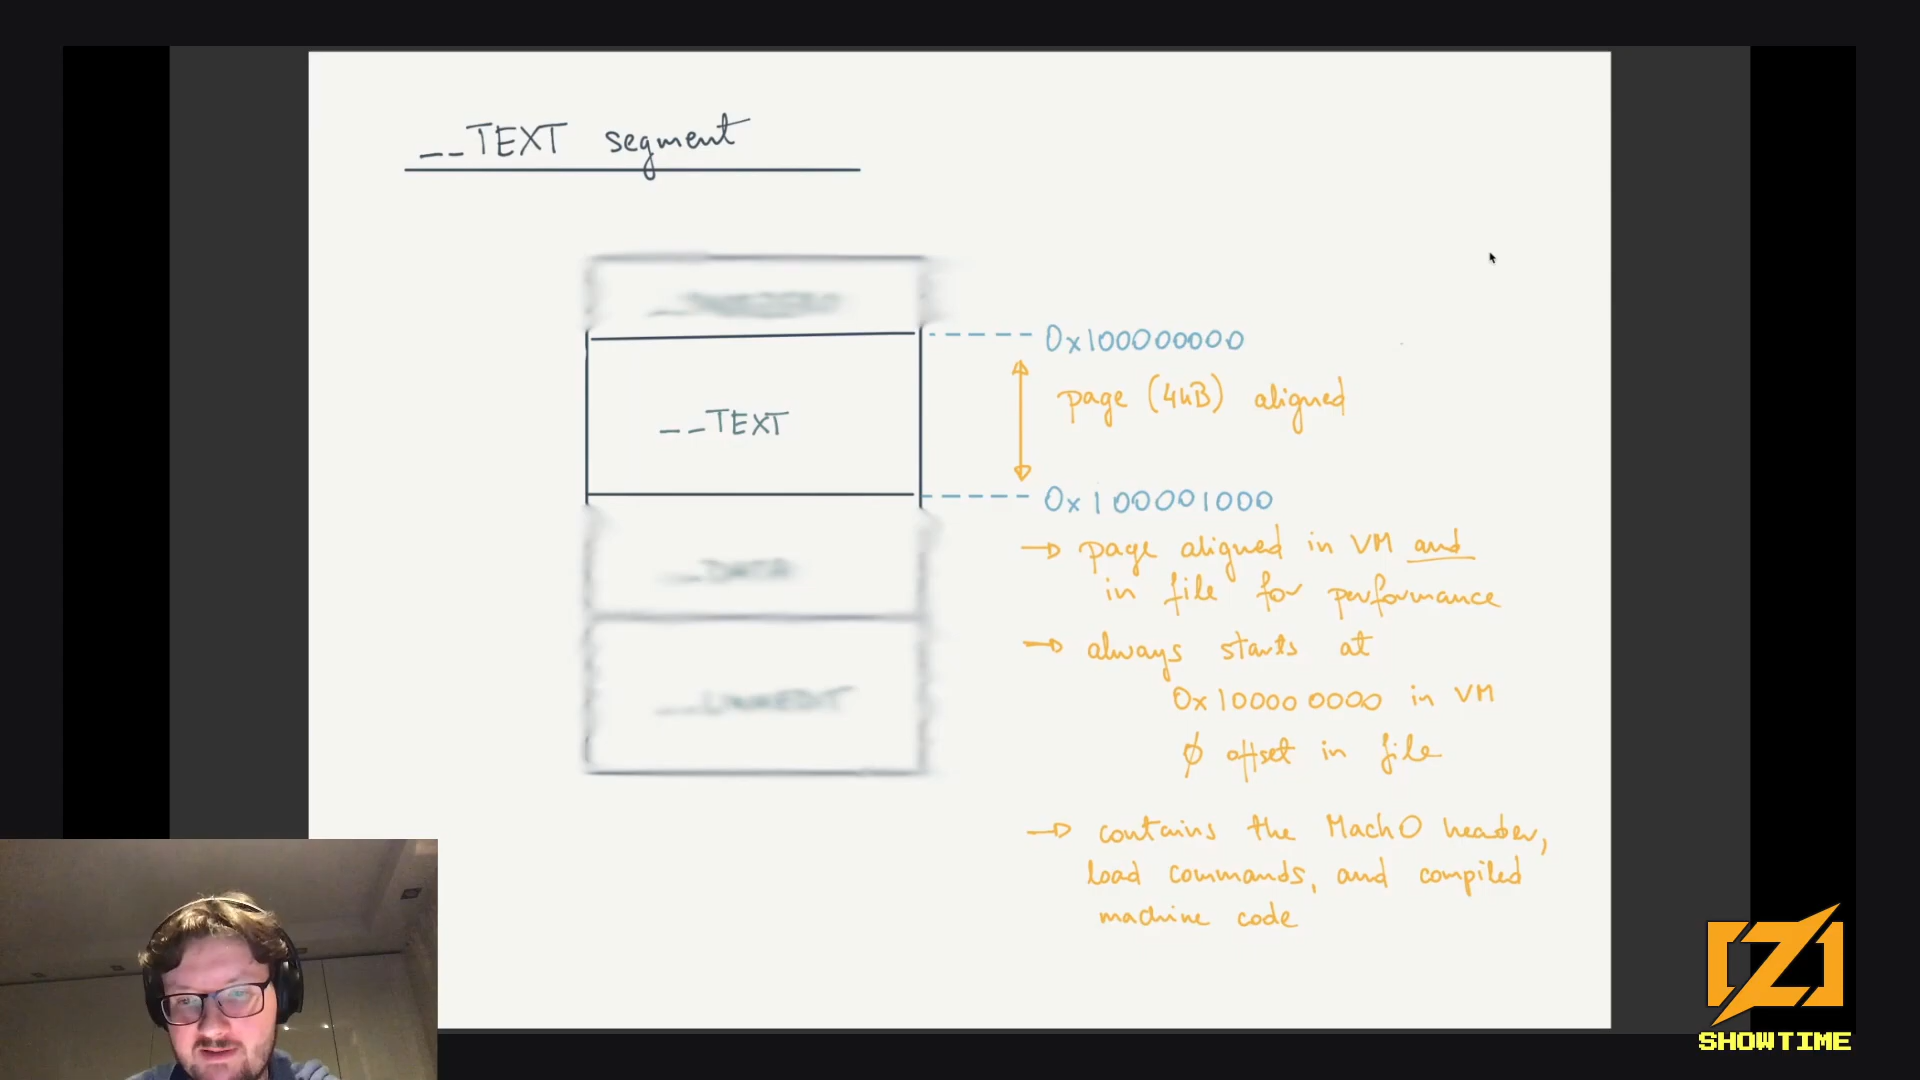 __TEXT segment
0x100000000
page (4kB) aligned
__TEXT
0x100001000
→ page aligned in VM and
in file for performance
__DATA
→ always starts at
0x10000 0000 in VM
__LINKEDIT
∅ offset in file
→ contains the MachO header,
load commands, and compiled
machine code
SHOWTIME